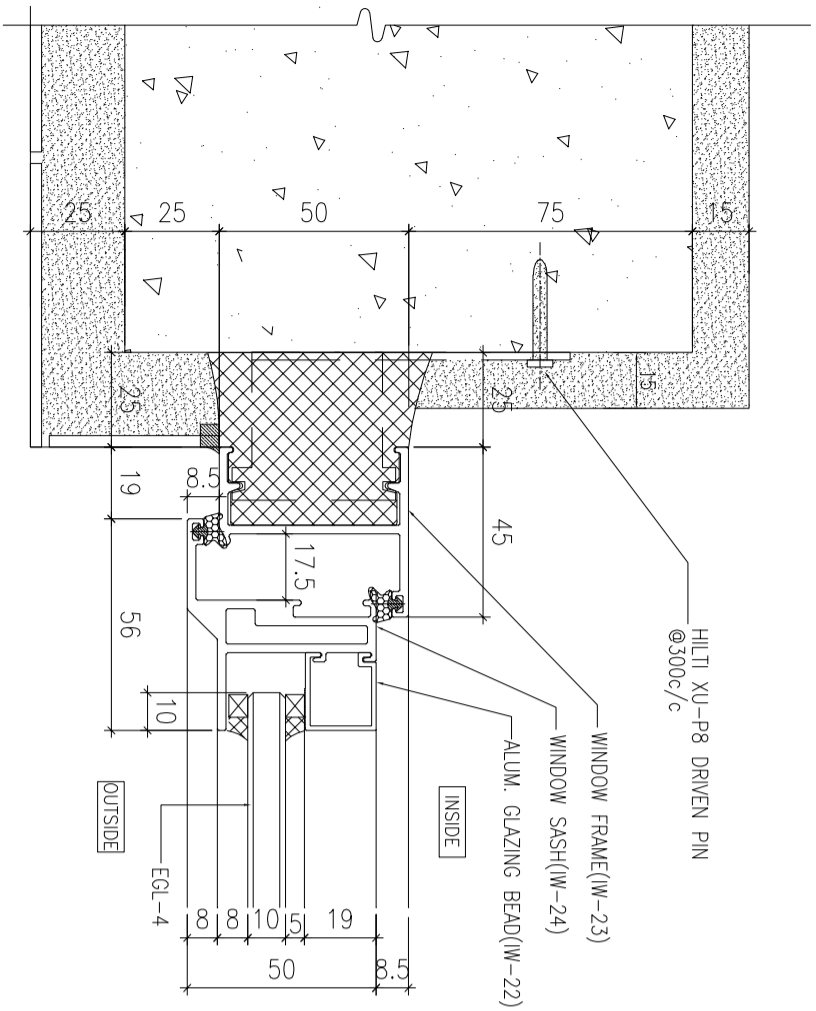 25
25
50
75
15
25
25
15
19
8.5
45
17.5
56
10
HILTI XU-P8 DRIVEN PIN
@300c/c
WINDOW FRAME(IW-23)
WINDOW SASH(IW-24)
ALUM. GLAZING BEAD(IW-22)
INSIDE
OUTSIDE
EGL-4
8
8
10
5
19
50
8.5